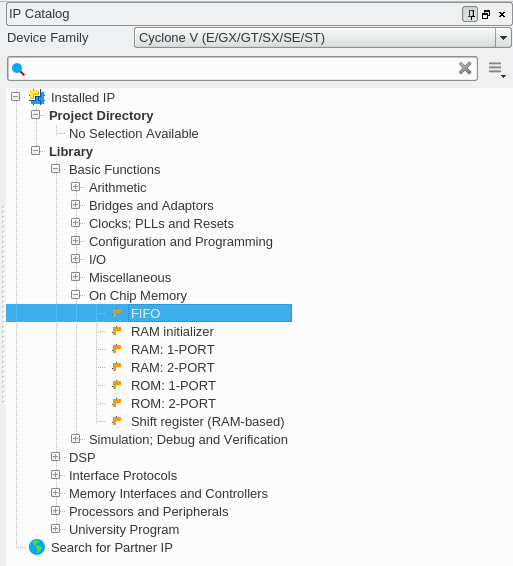 IP Catalog
Device Family Cyclone V (E/GX/GT/SX/SE/ST)
Installed IP
Project Directory
No Selection Available
Library
Basic Functions
Arithmetic
Bridges and Adaptors
Clocks; PLLs and Resets
Configuration and Programming
I/O
Miscellaneous
On Chip Memory
FIFO
RAM initializer
RAM: 1-PORT
RAM: 2-PORT
ROM: 1-PORT
ROM: 2-PORT
Shift register (RAM-based)
Simulation; Debug and Verification
DSP
Interface Protocols
Memory Interfaces and Controllers
Processors and Peripherals
University Program
Search for Partner IP